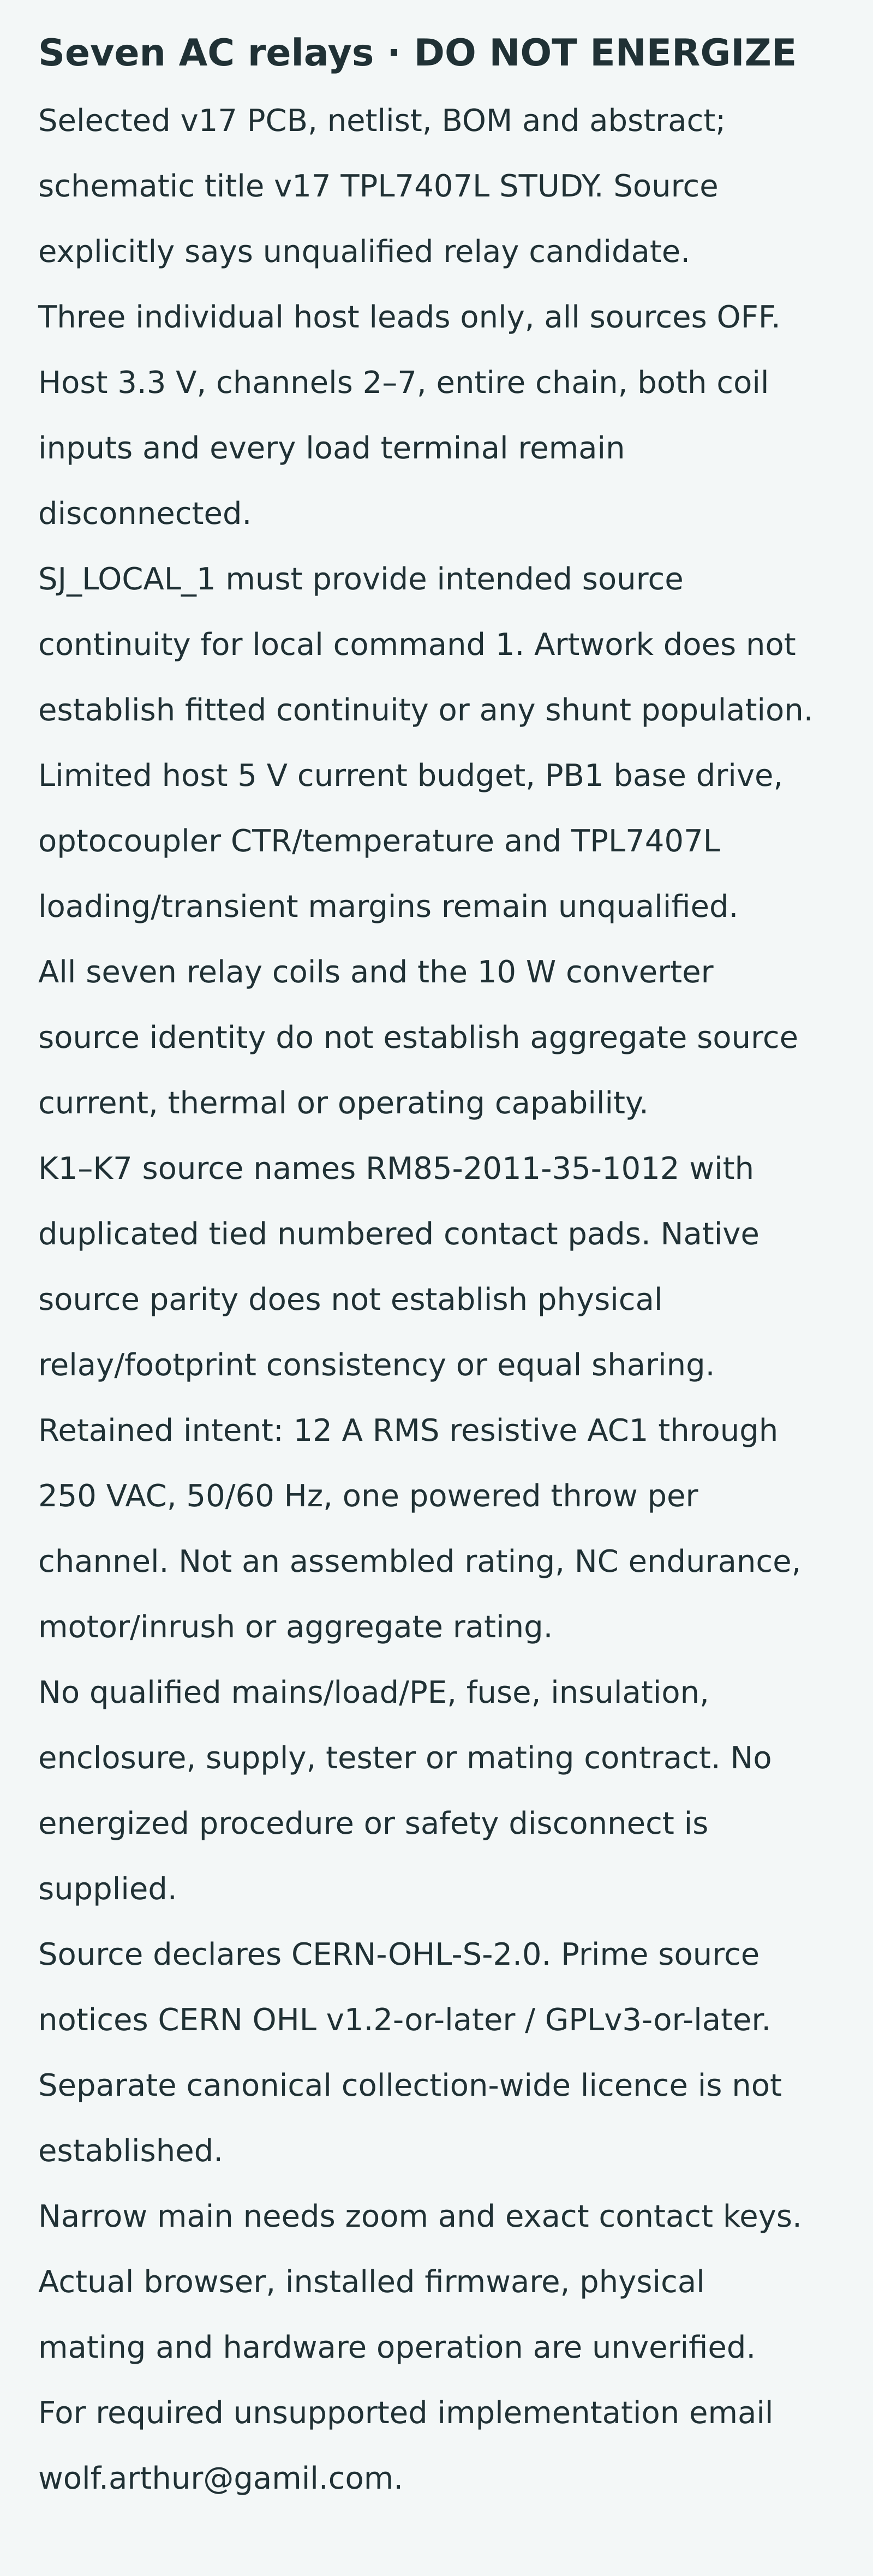 Seven AC relays · DO NOT ENERGIZE
Selected v17 PCB, netlist, BOM and abstract;
schematic title v17 TPL7407L STUDY. Source
explicitly says unqualified relay candidate.
Three individual host leads only, all sources OFF.
Host 3.3 V, channels 2–7, entire chain, both coil
inputs and every load terminal remain
disconnected.
SJ_LOCAL_1 must provide intended source
continuity for local command 1. Artwork does not
establish fitted continuity or any shunt population.
Limited host 5 V current budget, PB1 base drive,
optocoupler CTR/temperature and TPL7407L
loading/transient margins remain unqualified.
All seven relay coils and the 10 W converter
source identity do not establish aggregate source
current, thermal or operating capability.
K1–K7 source names RM85-2011-35-1012 with
duplicated tied numbered contact pads. Native
source parity does not establish physical
relay/footprint consistency or equal sharing.
Retained intent: 12 A RMS resistive AC1 through
250 VAC, 50/60 Hz, one powered throw per
channel. Not an assembled rating, NC endurance,
motor/inrush or aggregate rating.
No qualified mains/load/PE, fuse, insulation,
enclosure, supply, tester or mating contract. No
energized procedure or safety disconnect is
supplied.
Source declares CERN-OHL-S-2.0. Prime source
notices CERN OHL v1.2-or-later / GPLv3-or-later.
Separate canonical collection-wide licence is not
established.
Narrow main needs zoom and exact contact keys.
Actual browser, installed firmware, physical
mating and hardware operation are unverified.
For required unsupported implementation email
wolf.arthur@gamil.com.